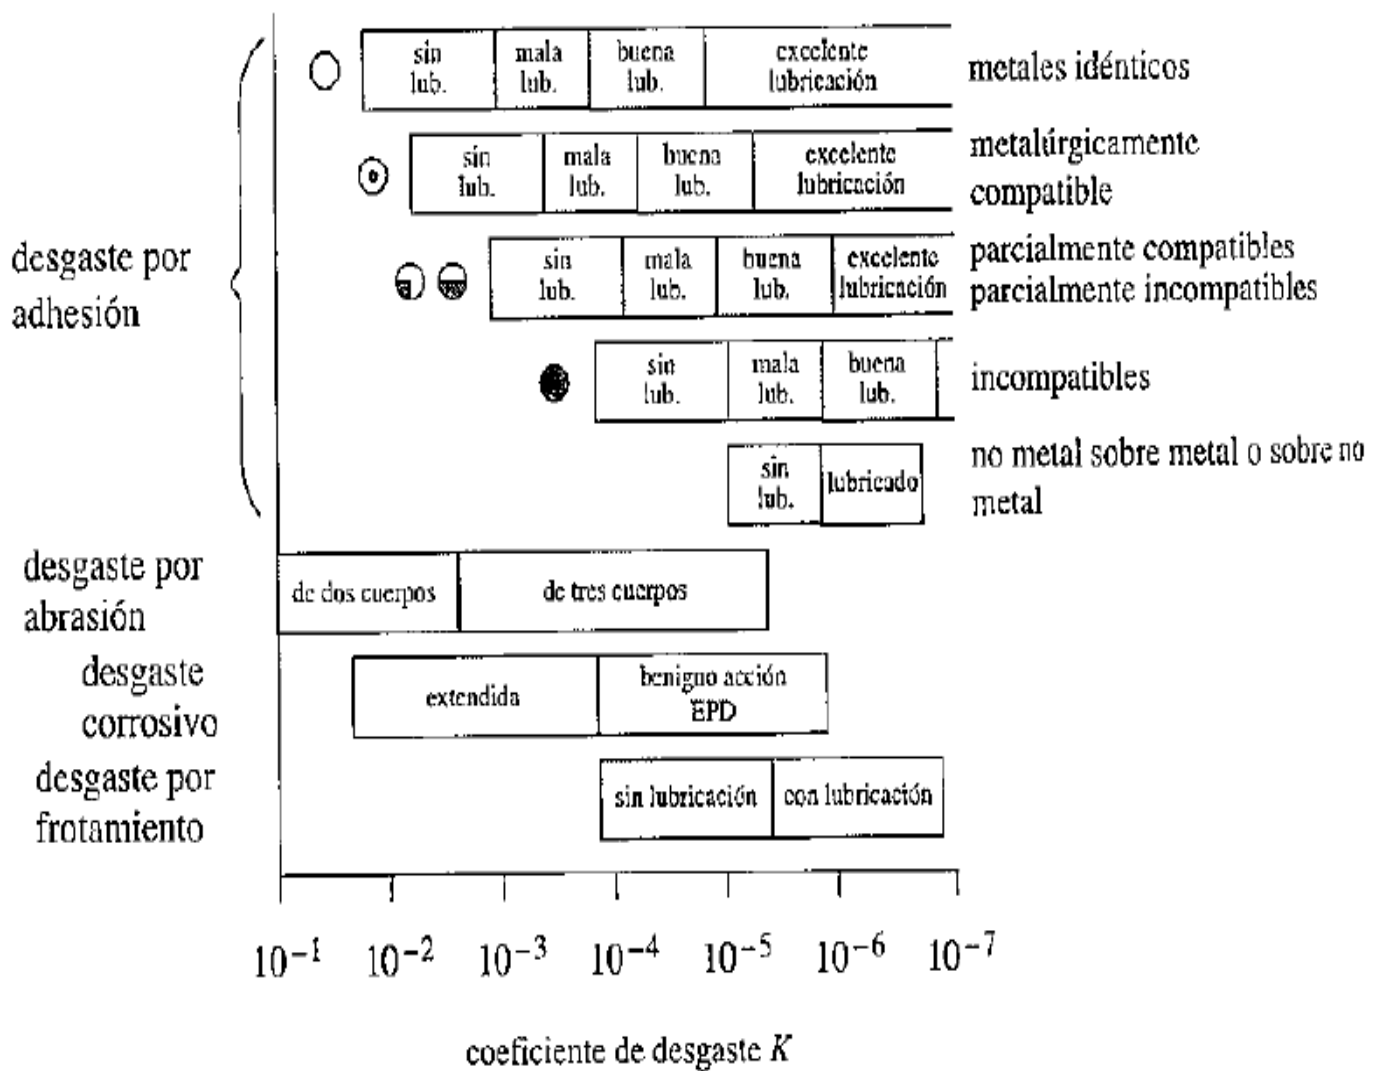 sin
lub.
mala
lub.
buena
lub.
excelente
lubricación
metales idénticos
sin
lub.
mala
lub.
buena
lub.
excelente
lubricación
metalúrgicamente
compatible
desgaste por
adhesión
sin
lub.
mala
lub.
buena
lub.
excelente
lubricación
parcialmente compatibles
parcialmente incompatibles
sin
lub.
mala
lub.
buena
lub.
incompatibles
sin
lub.
lubricado
no metal sobre metal o sobre no
metal
desgaste por
abrasión
de dos cuerpos
de tres cuerpos
desgaste
corrosivo
extendida
benigno acción
EPD
desgaste por
frotamiento
sin lubricación
con lubricación
10⁻¹ 10⁻² 10⁻³ 10⁻⁴ 10⁻⁵ 10⁻⁶ 10⁻⁷
coeficiente de desgaste K